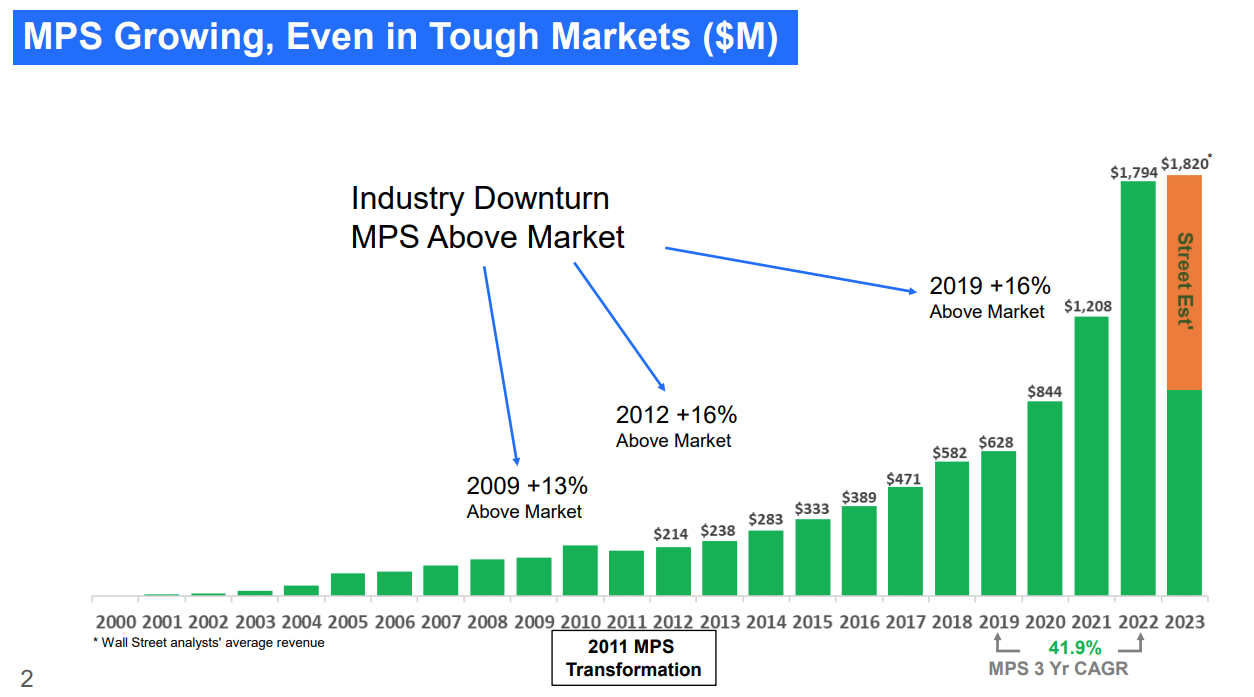 MPS Growing, Even in Tough Markets ($M)
Industry Downturn
MPS Above Market
2009 +13%
Above Market
2012 +16%
Above Market
2019 +16%
Above Market
$214
$238
$283
$333
$389
$471
$582
$628
$844
$1,208
$1,794
$1,820*
Street Est'
2000 2001 2002 2003 2004 2005 2006 2007 2008 2009 2010 2011 2012 2013 2014 2015 2016 2017 2018 2019 2020 2021 2022 2023
* Wall Street analysts' average revenue
2011 MPS
Transformation
41.9%
MPS 3 Yr CAGR
2